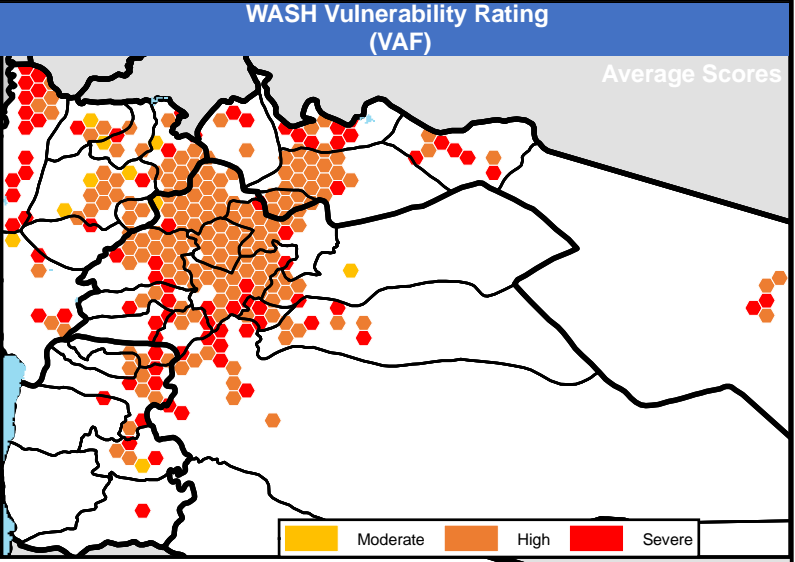 WASH Vulnerability Rating
(VAF)
Average Scores
Moderate
High
Severe